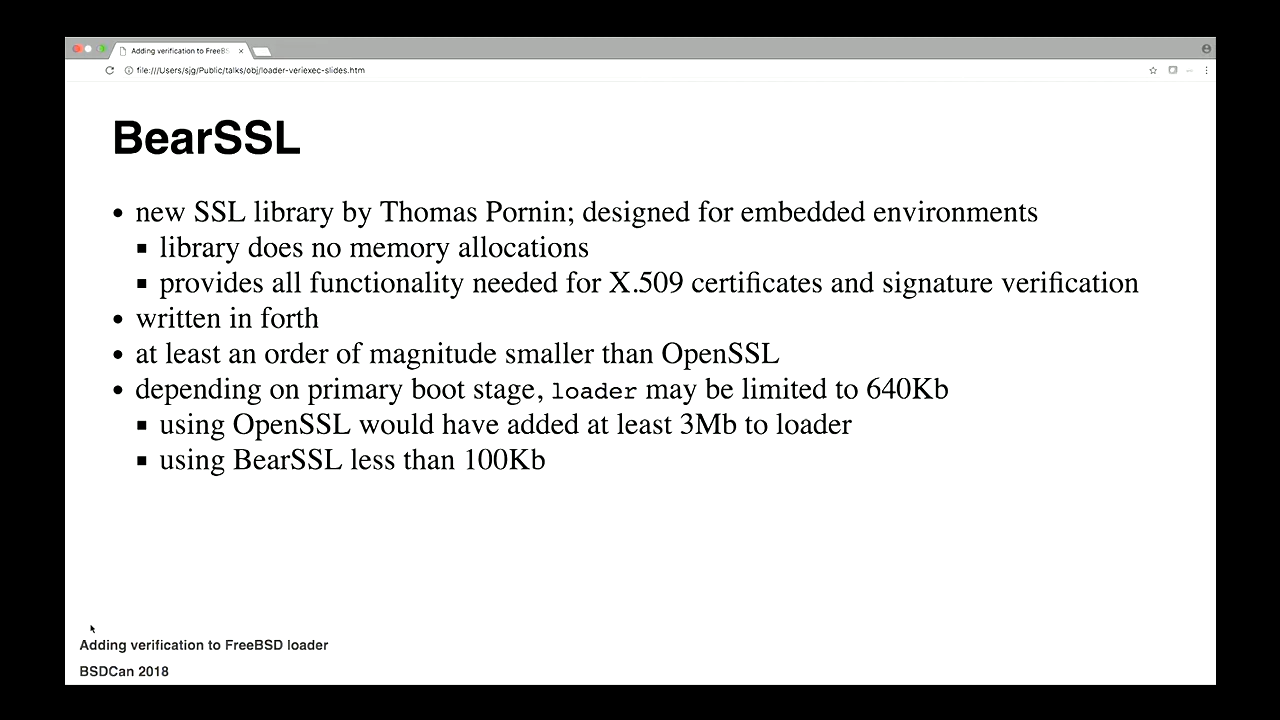 Adding verification to FreeBS
file:///Users/sjg/Public/talks/obj/loader-veriexec-slides.htm
BearSSL
new SSL library by Thomas Pornin; designed for embedded environments
library does no memory allocations
provides all functionality needed for X.509 certificates and signature verification
written in forth
at least an order of magnitude smaller than OpenSSL
depending on primary boot stage, loader may be limited to 640Kb
using OpenSSL would have added at least 3Mb to loader
using BearSSL less than 100Kb
Adding verification to FreeBSD loader
BSDCan 2018